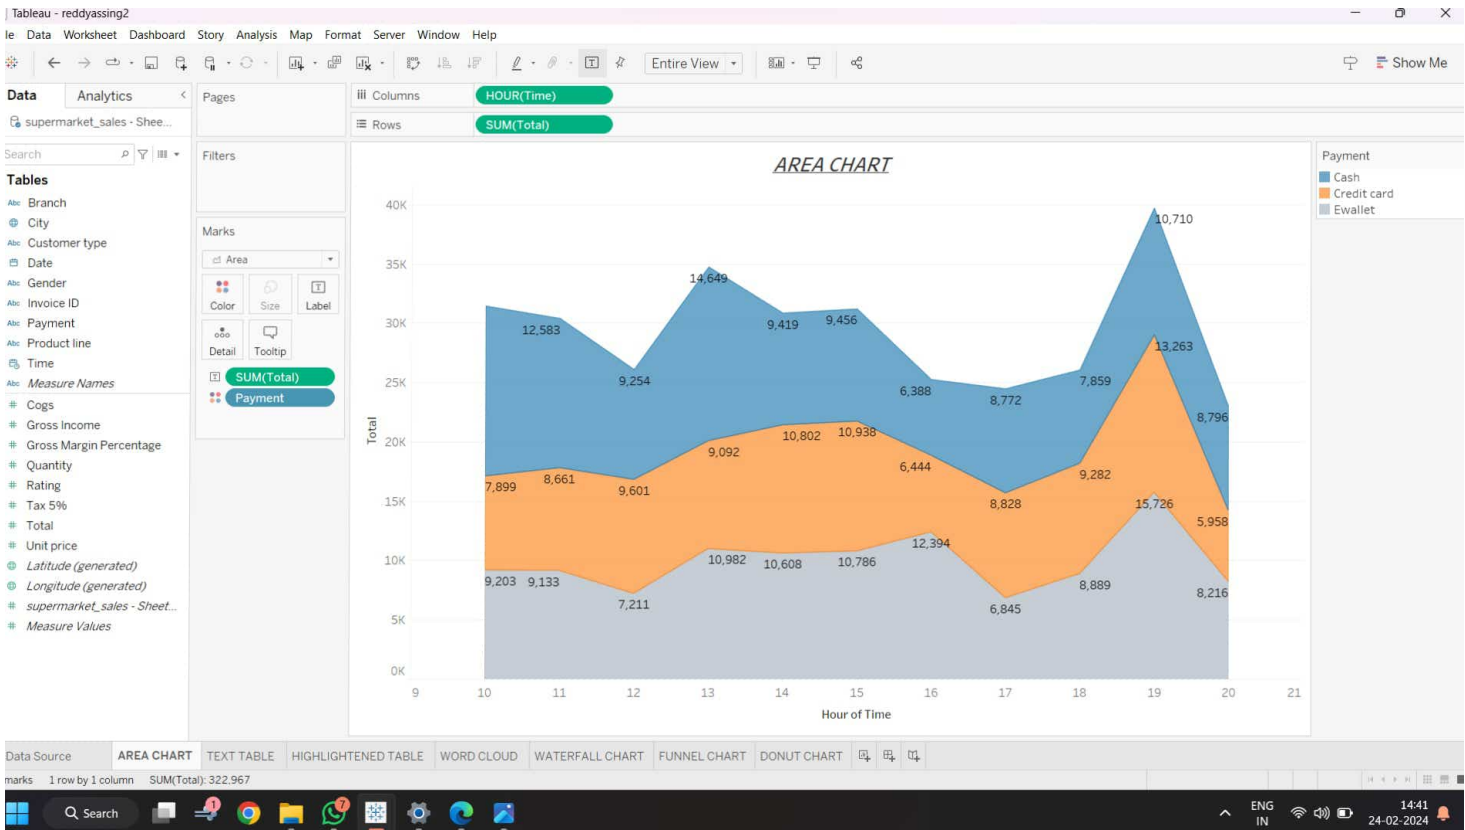 Tableau - reddyassing2
le Data Worksheet Dashboard Story Analysis Map Format Server Window Help
Entire View
Show Me
Data Analytics
supermarket_sales - Shee...
Search
Tables
Abc Branch
City
Abc Customer type
Date
Abc Gender
Abc Invoice ID
Abc Payment
Abc Product line
Time
Abc Measure Names
# Cogs
# Gross Income
# Gross Margin Percentage
# Quantity
# Rating
# Tax 5%
# Total
# Unit price
Latitude (generated)
Longitude (generated)
# supermarket_sales - Sheet...
# Measure Values
Pages
Filters
Marks
Area
Color Size Label
Detail Tooltip
SUM(Total)
Payment
Columns HOUR(Time)
Rows SUM(Total)
AREA CHART
40K
35K
30K
25K
20K
15K
10K
5K
0K
Total
12,583 9,254 14,649 9,419 9,456 6,388 8,772 7,859 10,710 8,796
7,899 8,661 9,601 9,092 10,802 10,938 6,444 8,828 9,282 13,263 5,958
9,203 9,133 7,211 10,982 10,608 10,786 12,394 6,845 8,889 15,726 8,216
9 10 11 12 13 14 15 16 17 18 19 20 21
Hour of Time
Payment
Cash
Credit card
Ewallet
Data Source AREA CHART TEXT TABLE HIGHLIGHTENED TABLE WORD CLOUD WATERFALL CHART FUNNEL CHART DONUT CHART
marks 1 row by 1 column SUM(Total): 322,967
Search
1
7
ENG
IN
14:41
24-02-2024